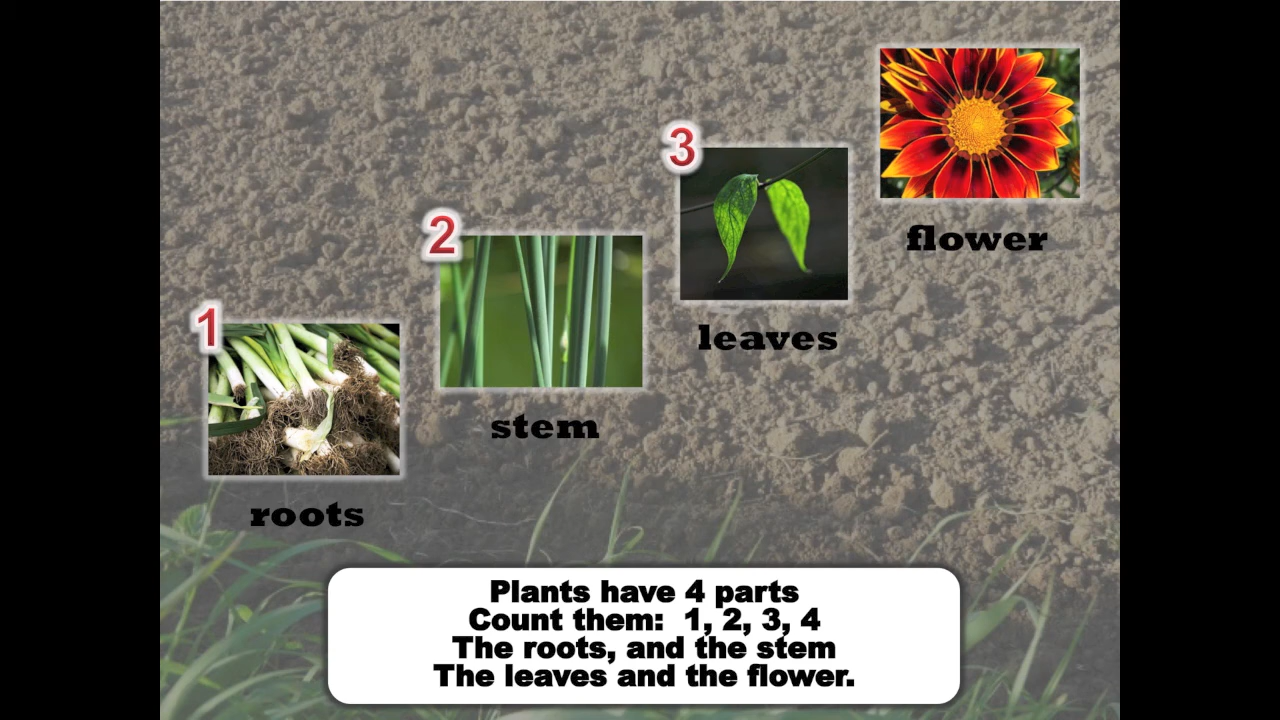 1
roots
2
stem
3
leaves
flower
Plants have 4 parts
Count them:  1, 2, 3, 4
The roots, and the stem
The leaves and the flower.